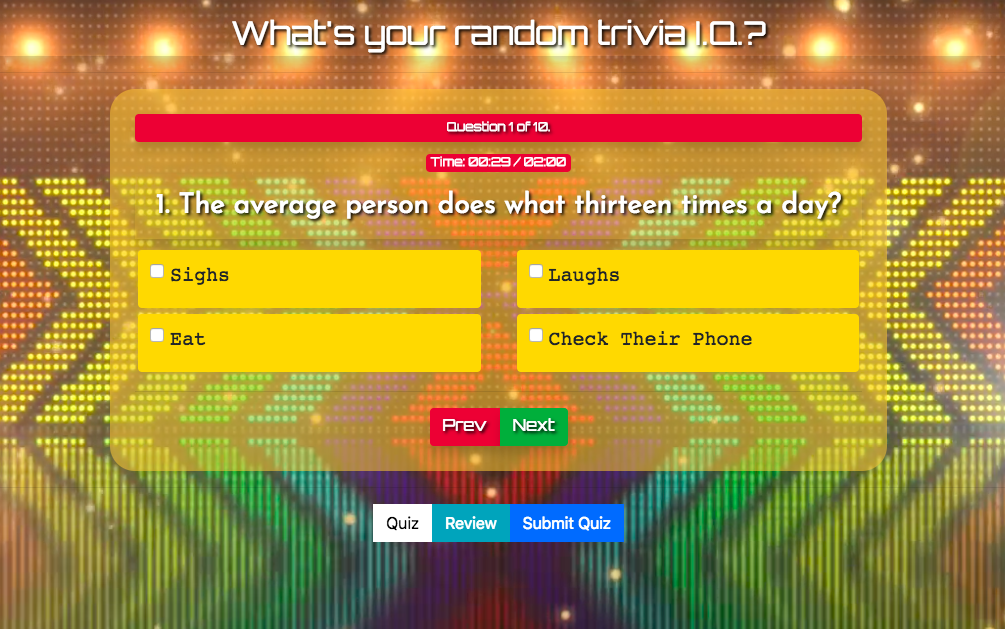 What's your random trivia I.Q.?
Question 1 of 10.
Time: 00:29 / 02:00
1. The average person does what thirteen times a day?
Sighs
Laughs
Eat
Check Their Phone
Prev Next
Quiz Review Submit Quiz